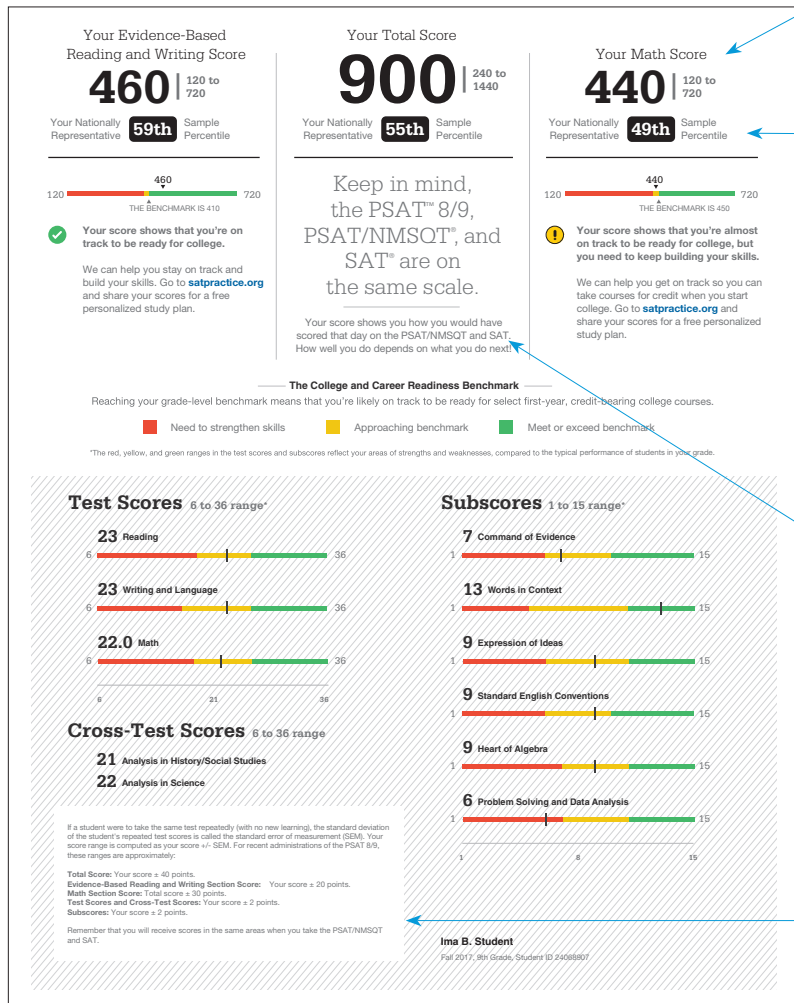 Your Evidence-Based
Reading and Writing Score
460 | 120 to
720
Your Nationally
Representative
59th
Sample
Percentile
120
460
720
THE BENCHMARK IS 410
Your score shows that you're on
track to be ready for college.
We can help you stay on track and
build your skills. Go to satpractice.org
and share your scores for a free
personalized study plan.
Your Total Score
900 | 240 to
1440
Your Nationally
Representative
55th
Sample
Percentile
Keep in mind,
the PSAT™ 8/9,
PSAT/NMSQT®, and
SAT® are on
the same scale.
Your score shows you how you would have
scored that day on the PSAT/NMSQT and SAT.
How well you do depends on what you do next!
Your Math Score
440 | 120 to
720
Your Nationally
Representative
49th
Sample
Percentile
120
440
720
THE BENCHMARK IS 450
Your score shows that you're almost
on track to be ready for college, but
you need to keep building your skills.
We can help you get on track so you can
take courses for credit when you start
college. Go to satpractice.org and
share your scores for a free personalized
study plan.
The College and Career Readiness Benchmark
Reaching your grade-level benchmark means that you're likely on track to be ready for select first-year, credit-bearing college courses.
Need to strengthen skills
Approaching benchmark
Meet or exceed benchmark
*The red, yellow, and green ranges in the test scores and subscores reflect your areas of strengths and weaknesses, compared to the typical performance of students in your grade.
Test Scores 6 to 36 range*
23 Reading
6 36
23 Writing and Language
6 36
22.0 Math
6 36
6 21 36
Cross-Test Scores 6 to 36 range
21 Analysis in History/Social Studies
22 Analysis in Science
If a student were to take the same test repeatedly (with no new learning), the standard deviation
of the student's repeated test scores is called the standard error of measurement (SEM). Your
score range is computed as your score +/- SEM. For recent administrations of the PSAT 8/9,
these ranges are approximately:
Total Score: Your score ± 40 points.
Evidence-Based Reading and Writing Section Score: Your score ± 20 points.
Math Section Score: Total score ± 30 points.
Test Scores and Cross-Test Scores: Your score ± 2 points.
Subscores: Your score ± 2 points.
Remember that you will receive scores in the same areas when you take the PSAT/NMSQT
and SAT.
Subscores 1 to 15 range*
7 Command of Evidence
1 15
13 Words in Context
1 15
9 Expression of Ideas
1 15
9 Standard English Conventions
1 15
9 Heart of Algebra
1 15
6 Problem Solving and Data Analysis
1 15
1 8 15
Ima B. Student
Fall 2017, 9th Grade, Student ID 24068907